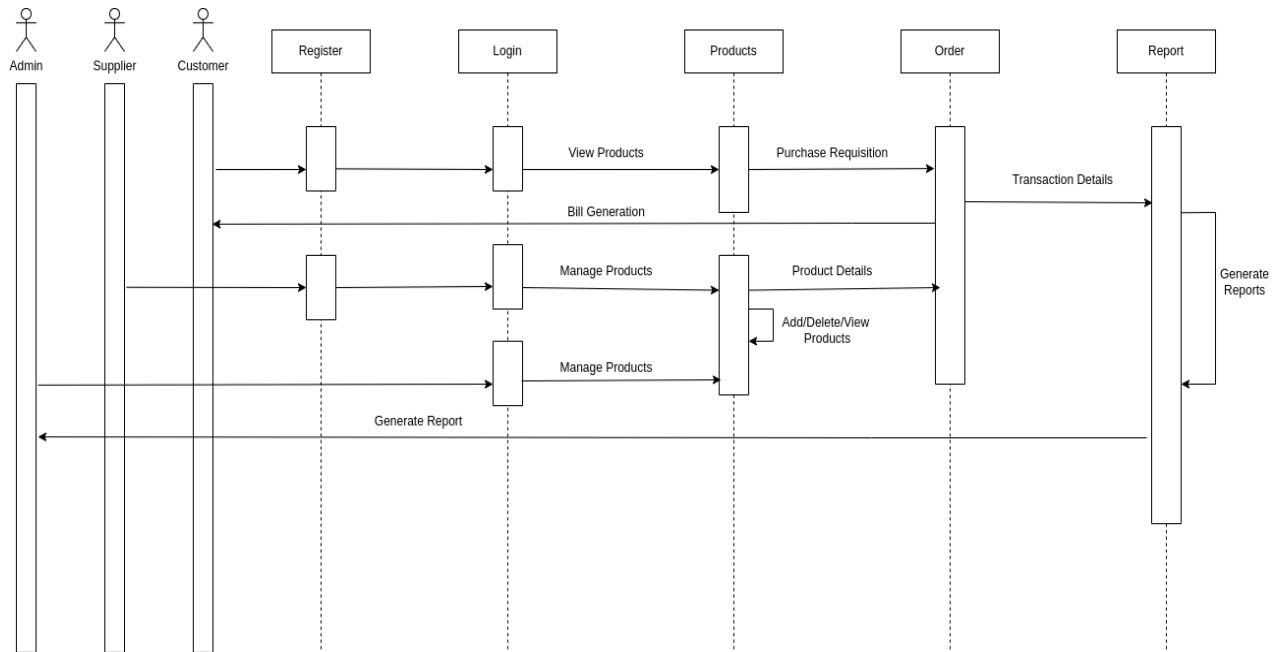 Admin
Supplier
Customer
Register
Login
Products
Order
Report
View Products
Purchase Requisition
Transaction Details
Bill Generation
Manage Products
Product Details
Generate
Reports
Add/Delete/View
Products
Manage Products
Generate Report